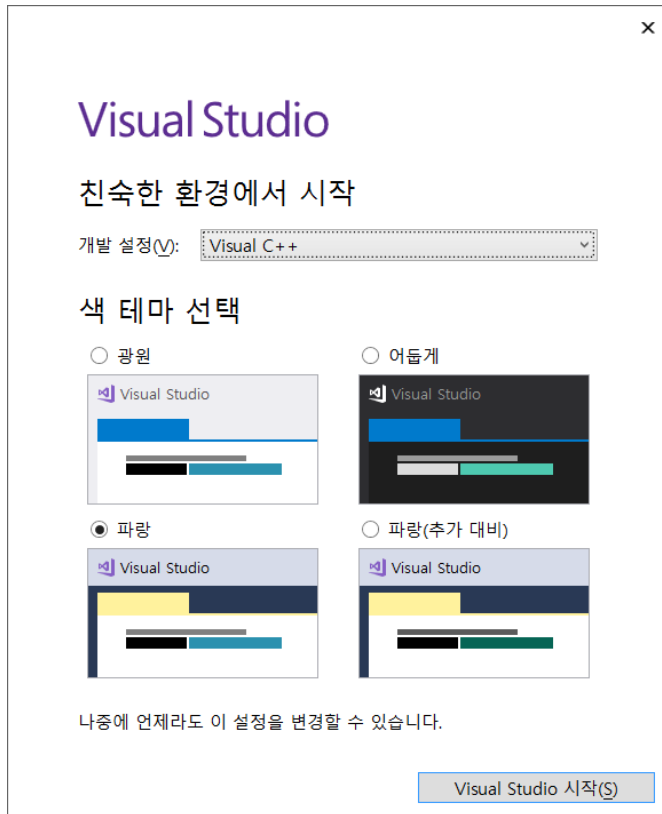 Visual Studio
친숙한 환경에서 시작
개발 설정(V): Visual C++
색 테마 선택
광원
어둡게
Visual Studio
Visual Studio
파랑
파랑(추가 대비)
Visual Studio
Visual Studio
나중에 언제라도 이 설정을 변경할 수 있습니다.
Visual Studio 시작(S)